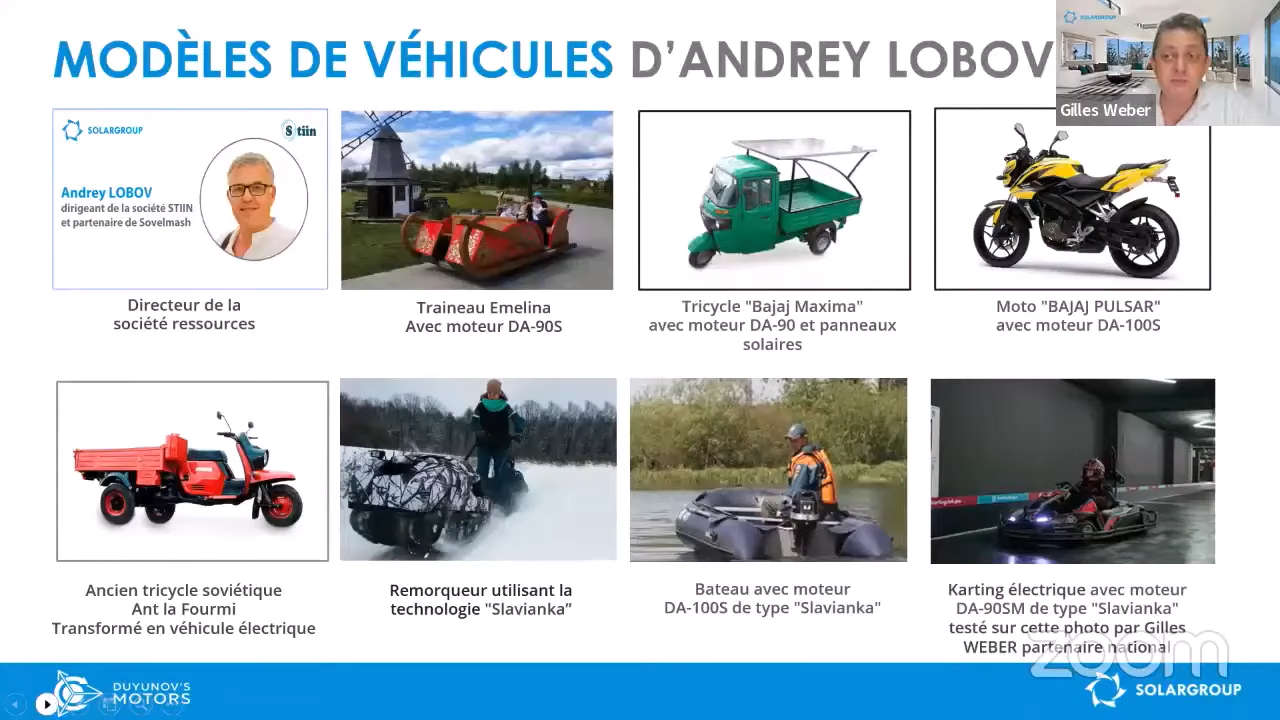 MODÈLES DE VÉHICULES D’ANDREY LOBOV
SOLARGROUP
Gilles Weber
SOLARGROUP
Stiin
Andrey LOBOV
dirigeant de la société STIIN
et partenaire de Sovelmash
Directeur de la
société ressources
Traineau Emelina
Avec moteur DA-90S
Tricycle "Bajaj Maxima"
avec moteur DA-90 et panneaux
solaires
Moto "BAJAJ PULSAR"
avec moteur DA-100S
Ancien tricycle soviétique
Ant la Fourmi
Transformé en véhicule électrique
Remorqueur utilisant la
technologie "Slavianka”
Bateau avec moteur
DA-100S de type "Slavianka"
Karting électrique avec moteur
DA-90SM de type "Slavianka"
testé sur cette photo par Gilles
WEBER partenaire national
zoom
DUYUNOV'S
MOTORS
SOLARGROUP